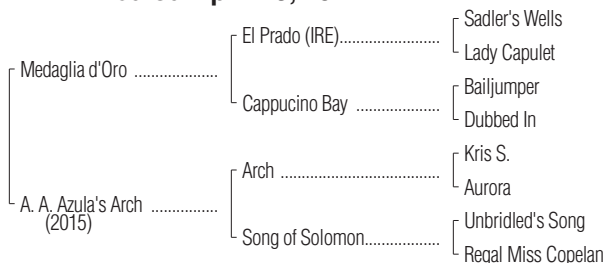 Sadler's Wells
El Prado (IRE)....................
Lady Capulet
Medaglia d'Oro .................
Bailjumper
Cappucino Bay .................
Dubbed In
Kris S.
Arch ................................
Aurora
A. A. Azula's Arch .............
(2015)
Unbridled's Song
Song of Solomon...............
Regal Miss Copelan